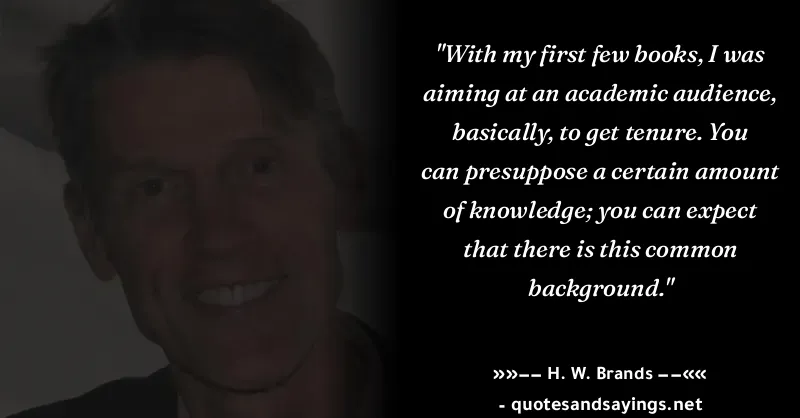 "With my first few books, I was
aiming at an academic audience,
basically, to get tenure. You
can presuppose a certain amount
of knowledge; you can expect
that there is this common
background."
»»—— H. W. Brands ——««
- quotesandsayings.net